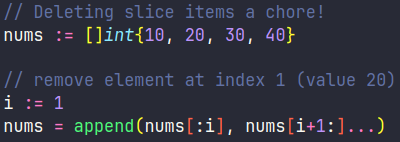 // Deleting slice items a chore!
nums := []int{10, 20, 30, 40}
// remove element at index 1 (value 20)
i := 1
nums = append(nums[:i], nums[i+1:]...)